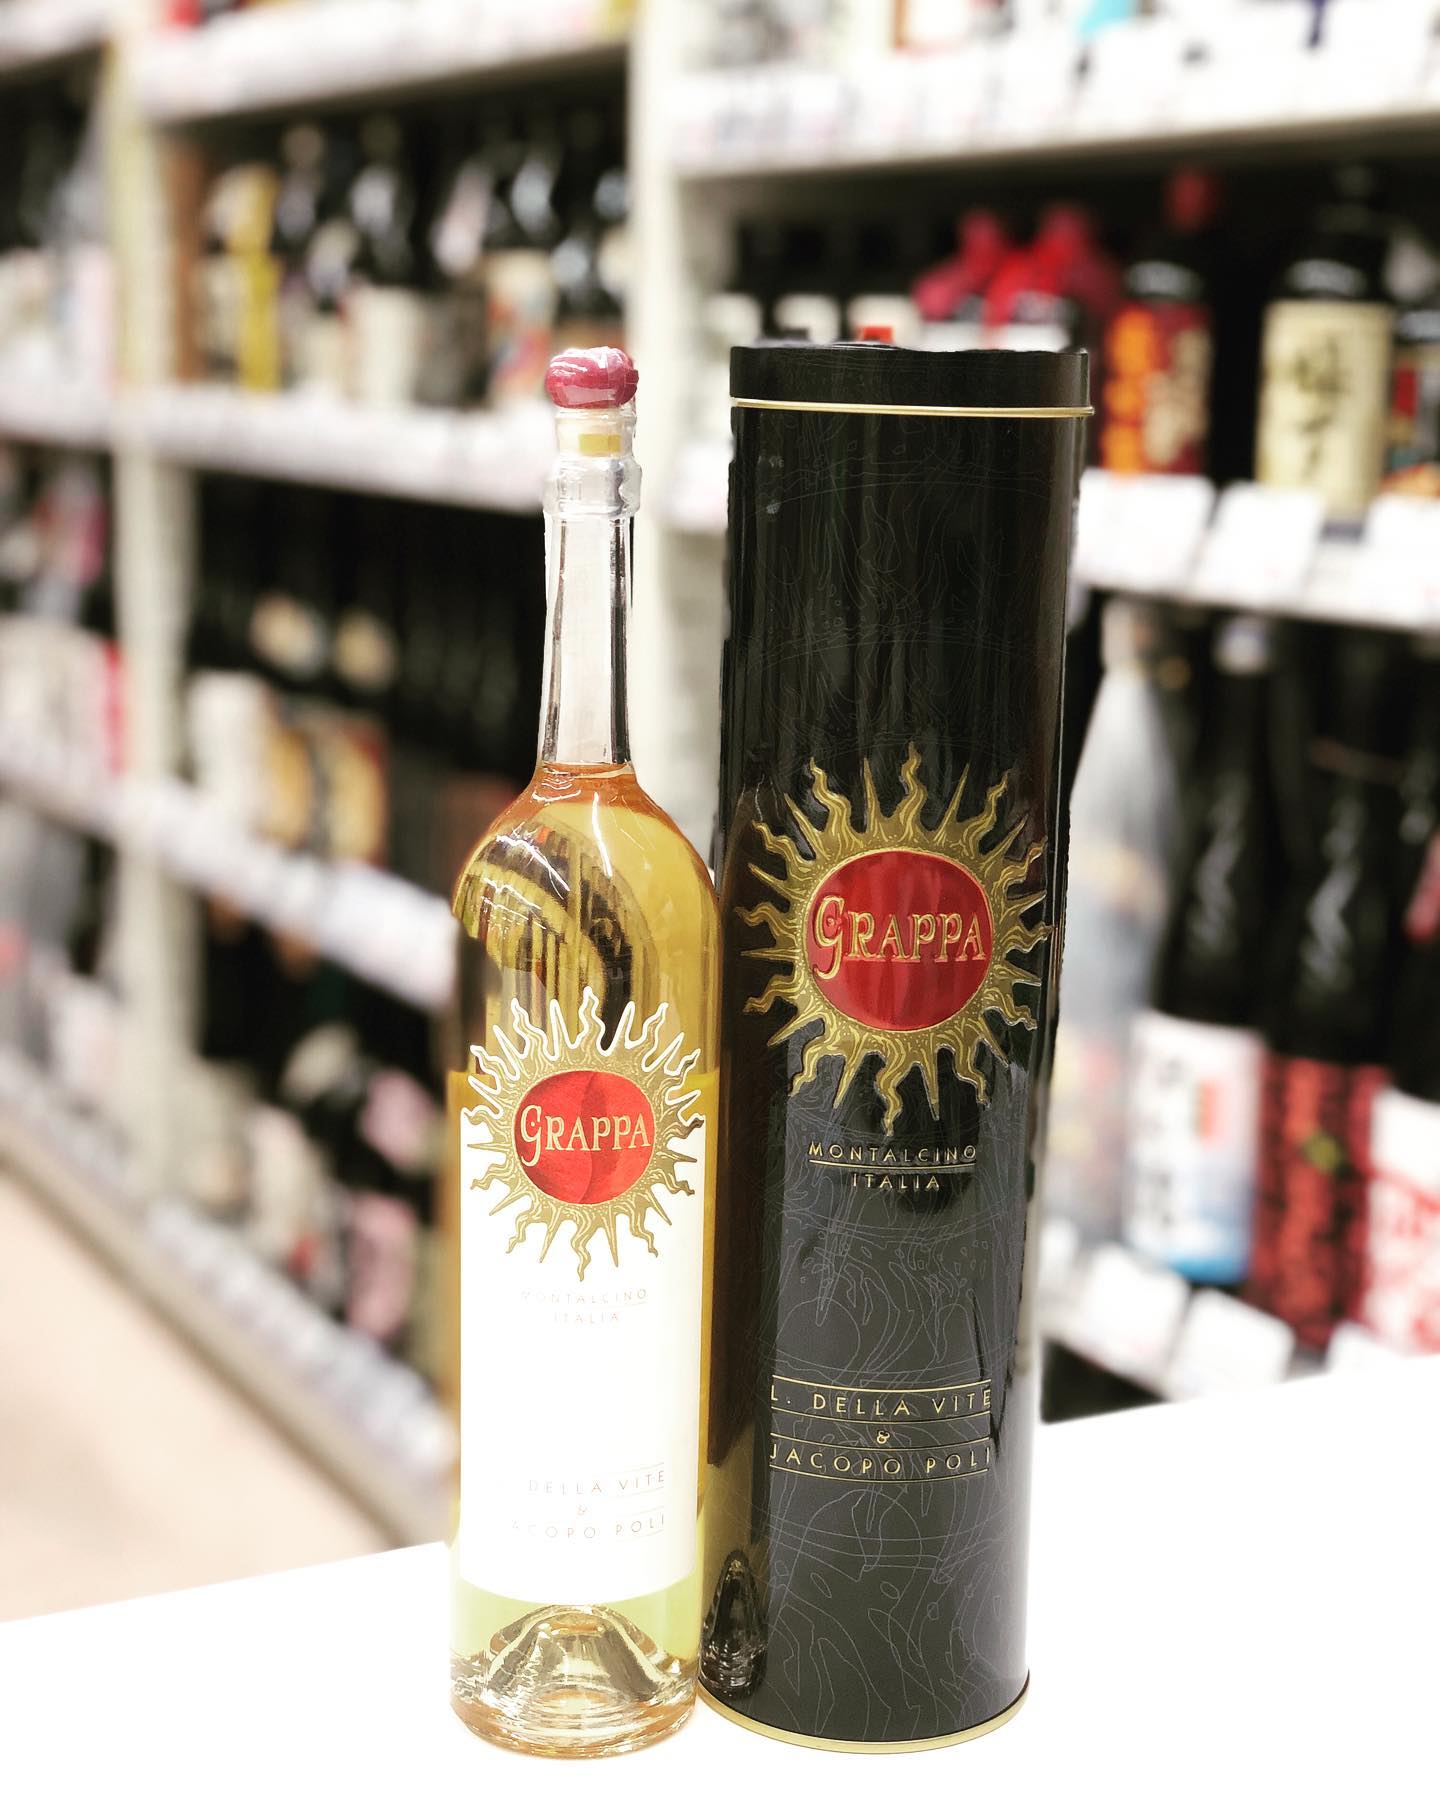 GRAPPA
MONTALCINO
ITALIA
DELLA VITE
&
JACOPO POLI
GRAPPA
MONTALCINO
ITALIA
L. DELLA VITE
&
JACOPO POLI